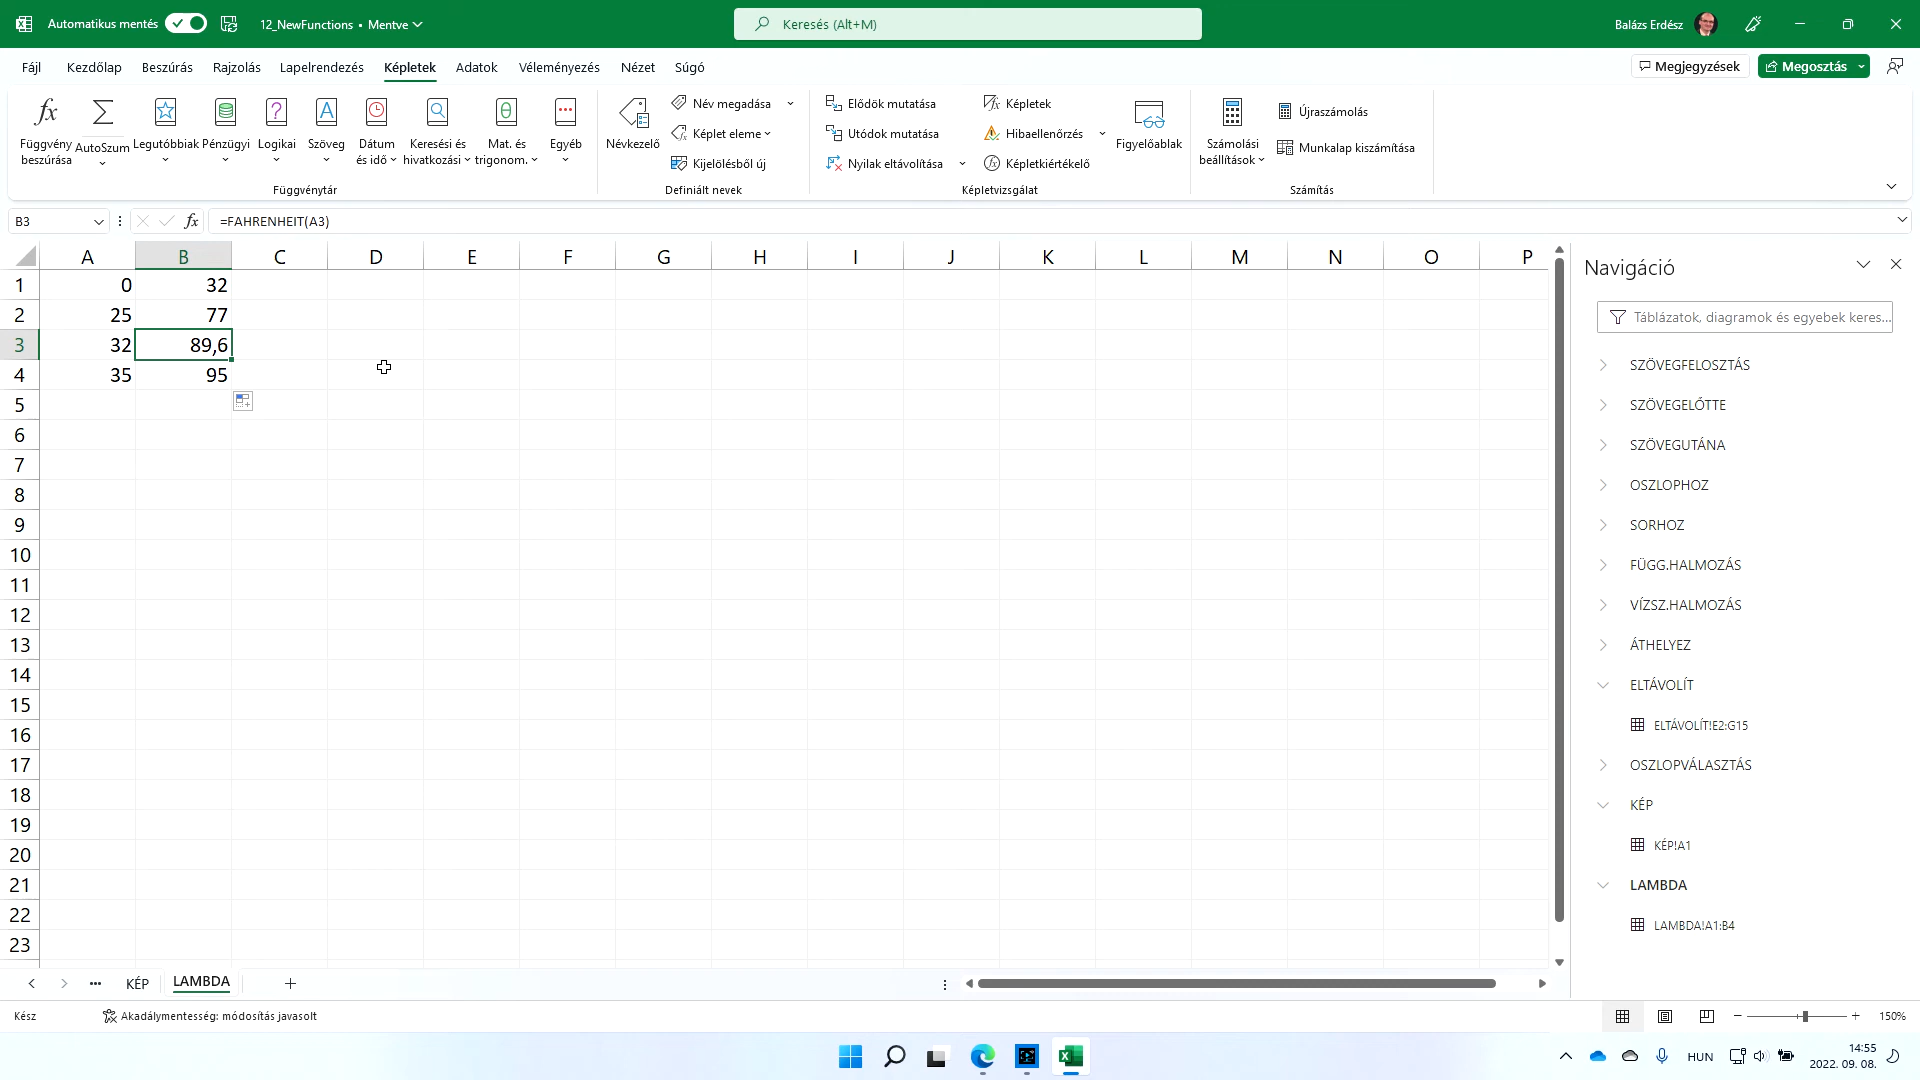 Automatikus mentés
12_NewFunctions • Mentve
Keresés (Alt+M)
Balázs Erdész
Fájl Kezdőlap Beszúrás Rajzolás Lapelrendezés Képletek Adatok Véleményezés Nézet Súgó
Megjegyzések Megosztás
Függvény beszúrása
AutoSzum
Legutóbbiak
Pénzügyi
Logikai
Szöveg
Dátum és idő
Keresési és hivatkozási
Mat. és trigonom.
Egyéb
Függvénytár
Névkezelő
Név megadása
Képlet eleme
Kijelölésből új
Definiált nevek
Elődök mutatása
Utódok mutatása
Nyilak eltávolítása
Képletek
Hibaellenőrzés
Képletkiértékelő
Figyelőablak
Képletvizsgálat
Számolási beállítások
Újraszámolás
Munkalap kiszámítása
Számítás
B3 fx =FAHRENHEIT(A3)
A B C D E F G H I J K L M N O P
1 0 32
2 25 77
3 32 89,6
4 35 95
5
6
7
8
9
10
11
12
13
14
15
16
17
18
19
20
21
22
23
Navigáció
Táblázatok, diagramok és egyebek keres...
SZÖVEGFELOSZTÁS
SZÖVEGELŐTTE
SZÖVEGUTÁNA
OSZLOPHOZ
SORHOZ
FÜGG.HALMOZÁS
VÍZSZ.HALMOZÁS
ÁTHELYEZ
ELTÁVOLÍT
ELTÁVOLÍT!E2:G15
OSZLOPVÁLASZTÁS
KÉP
KÉP!A1
LAMBDA
LAMBDA!A1:B4
... KÉP LAMBDA
Kész
Akadálymentesség: módosítás javasolt
150%
HUN
14:55
2022. 09. 08.